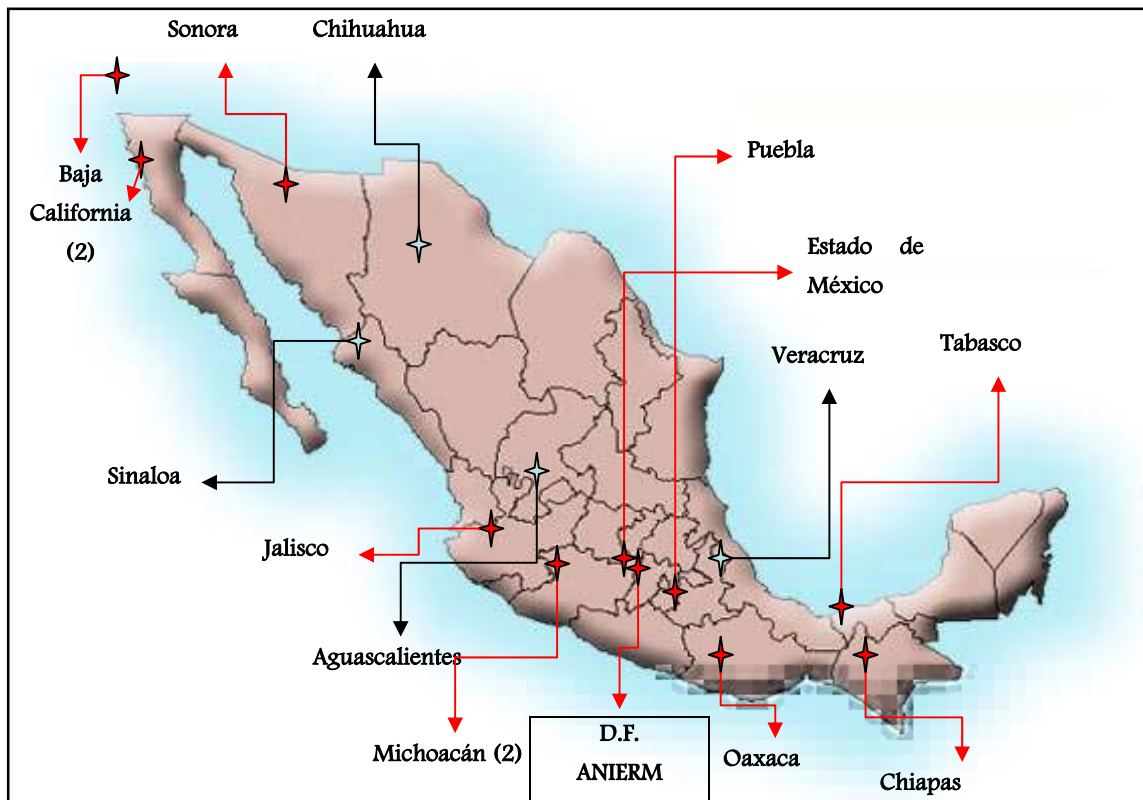 Sonora
Chihuahua
Puebla
Baja
California
(2)
Estado de
México
Tabasco
Veracruz
Sinaloa
Jalisco
Aguascalientes
Michoacán (2)
D.F.
ANIERM
Oaxaca
Chiapas